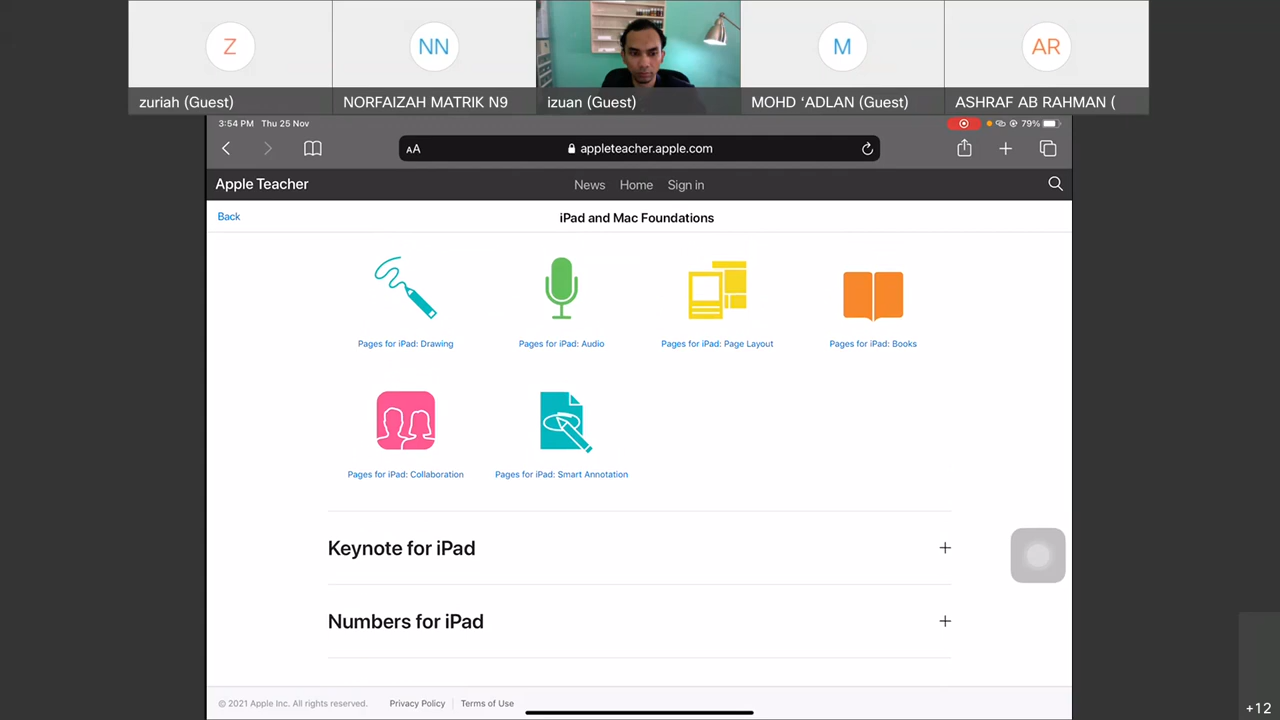 Z
NN
M
AR
zuriah (Guest)
NORFAIZAH MATRIK N9
izuan (Guest)
MOHD ‘ADLAN (Guest)
ASHRAF AB RAHMAN (
3:54 PM Thu 25 Nov
79%
AA
appleteacher.apple.com
Apple Teacher
News
Home
Sign in
Back
iPad and Mac Foundations
Pages for iPad: Drawing
Pages for iPad: Audio
Pages for iPad: Page Layout
Pages for iPad: Books
Pages for iPad: Collaboration
Pages for iPad: Smart Annotation
Keynote for iPad
Numbers for iPad
© 2021 Apple Inc. All rights reserved.
Privacy Policy
Terms of Use
+12